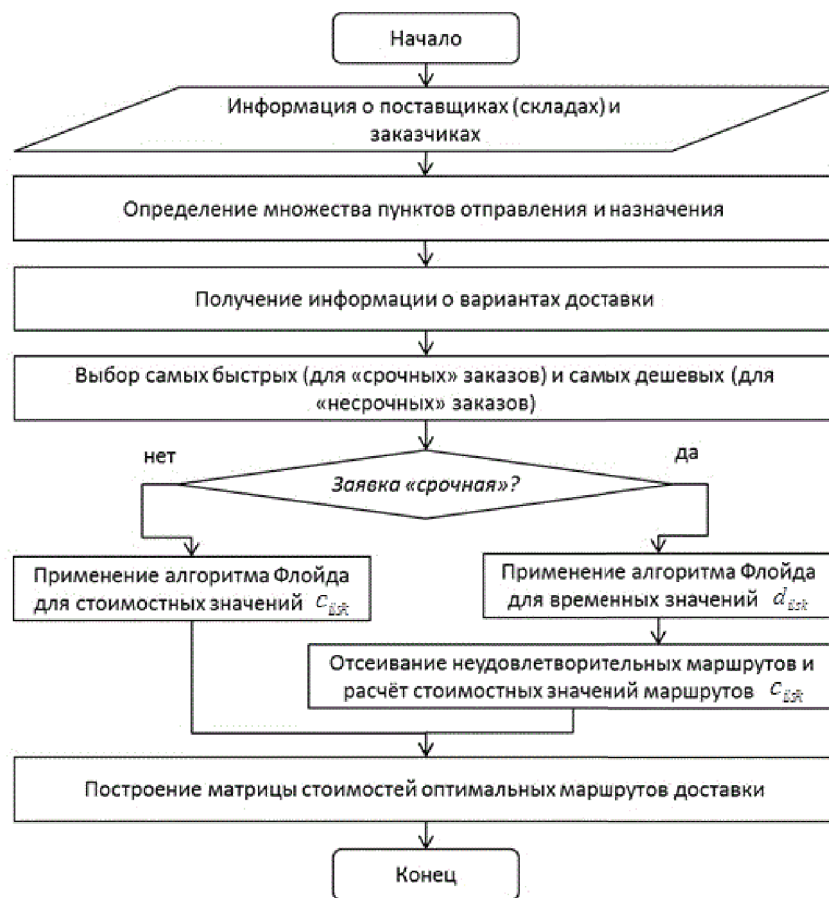 Начало
Информация о поставщиках (складах) и
заказчиках
Определение множества пунктов отправления и назначения
Получение информации о вариантах доставки
Выбор самых быстрых (для «срочных» заказов) и самых дешевых (для
«несрочных» заказов)
нет
да
Заявка «срочная»?
Применение алгоритма Флойда
для стоимостных значений
Применение алгоритма Флойда
для временных значений
Отсеивание неудовлетворительных маршрутов и
расчёт стоимостных значений маршрутов
Построение матрицы стоимостей оптимальных маршрутов доставки
Конец